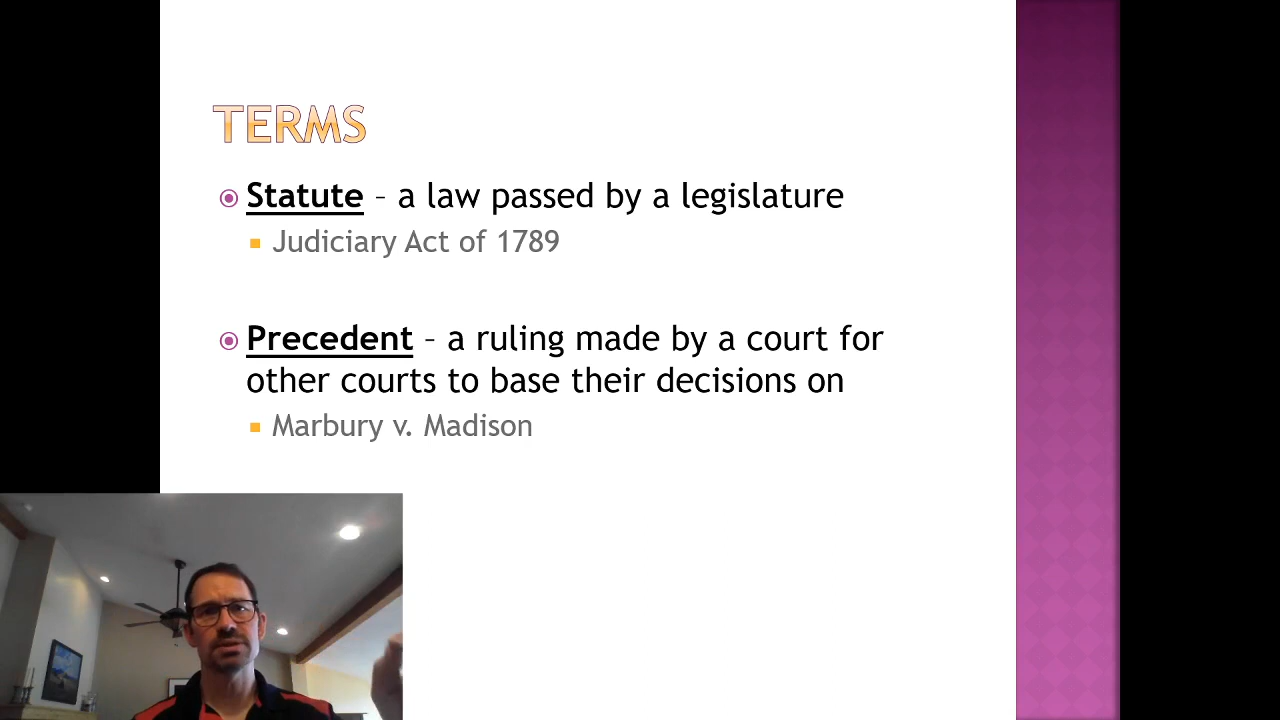 TERMS
Statute – a law passed by a legislature
Judiciary Act of 1789
Precedent – a ruling made by a court for
other courts to base their decisions on
Marbury v. Madison